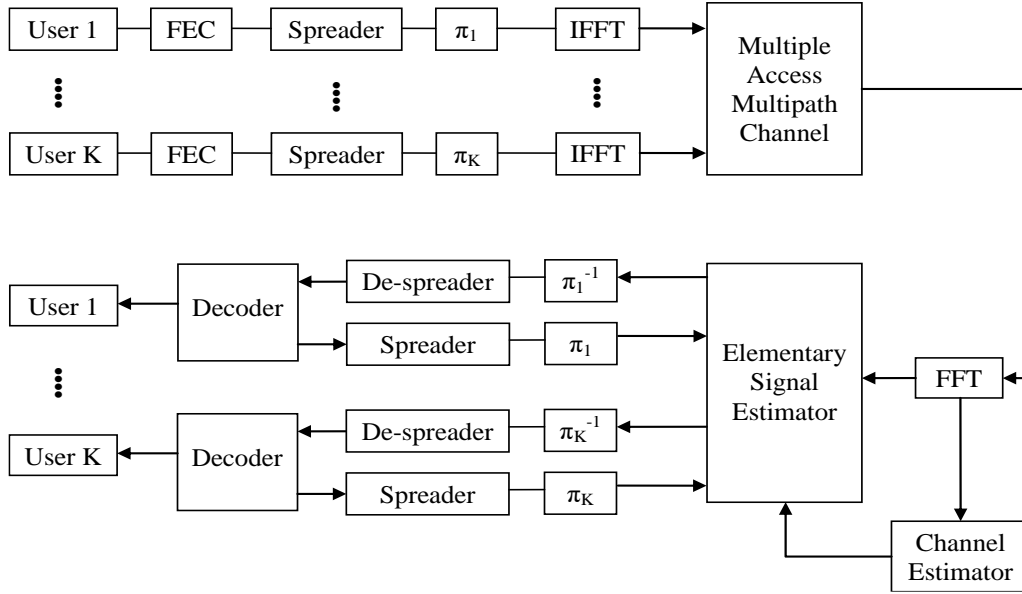 User 1 FEC Spreader π1 IFFT
Multiple
Access
Multipath
Channel
User K FEC Spreader πK IFFT
De-spreader π1^-1
User 1 Decoder
Spreader π1
Elementary
Signal
Estimator
FFT
De-spreader πK^-1
User K Decoder
Spreader πK
Channel
Estimator